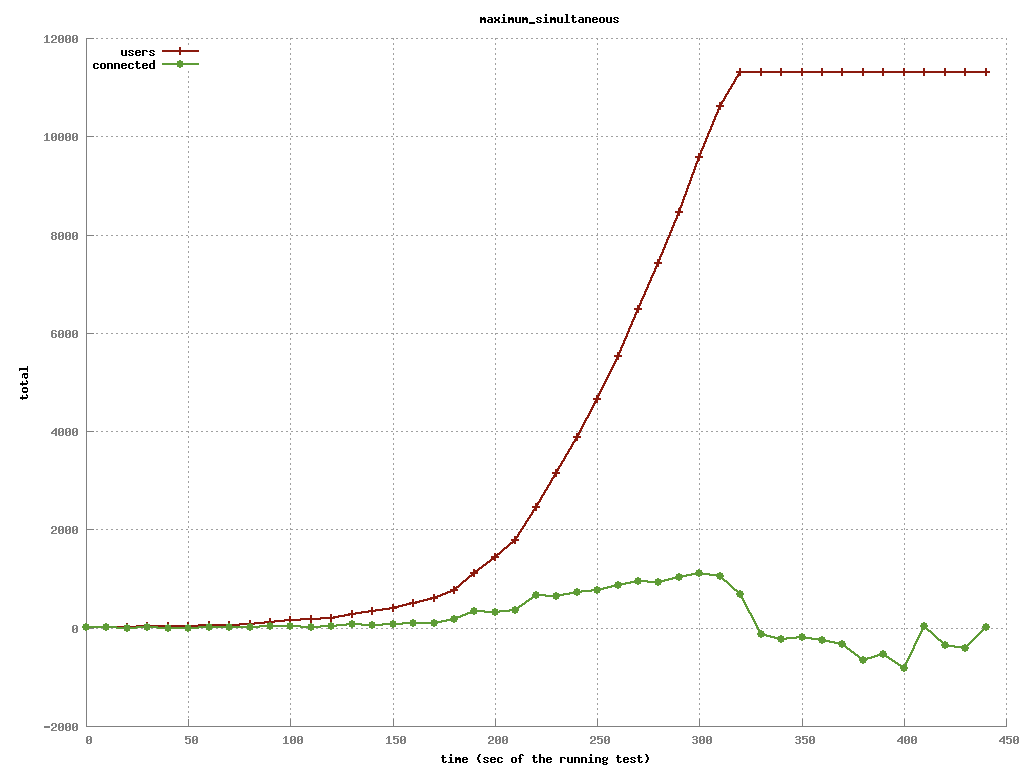 maximum_simultaneous
12000
users
connected
10000
8000
6000
total
4000
2000
0
-2000
0 50 100 150 200 250 300 350 400 450
time (sec of the running test)